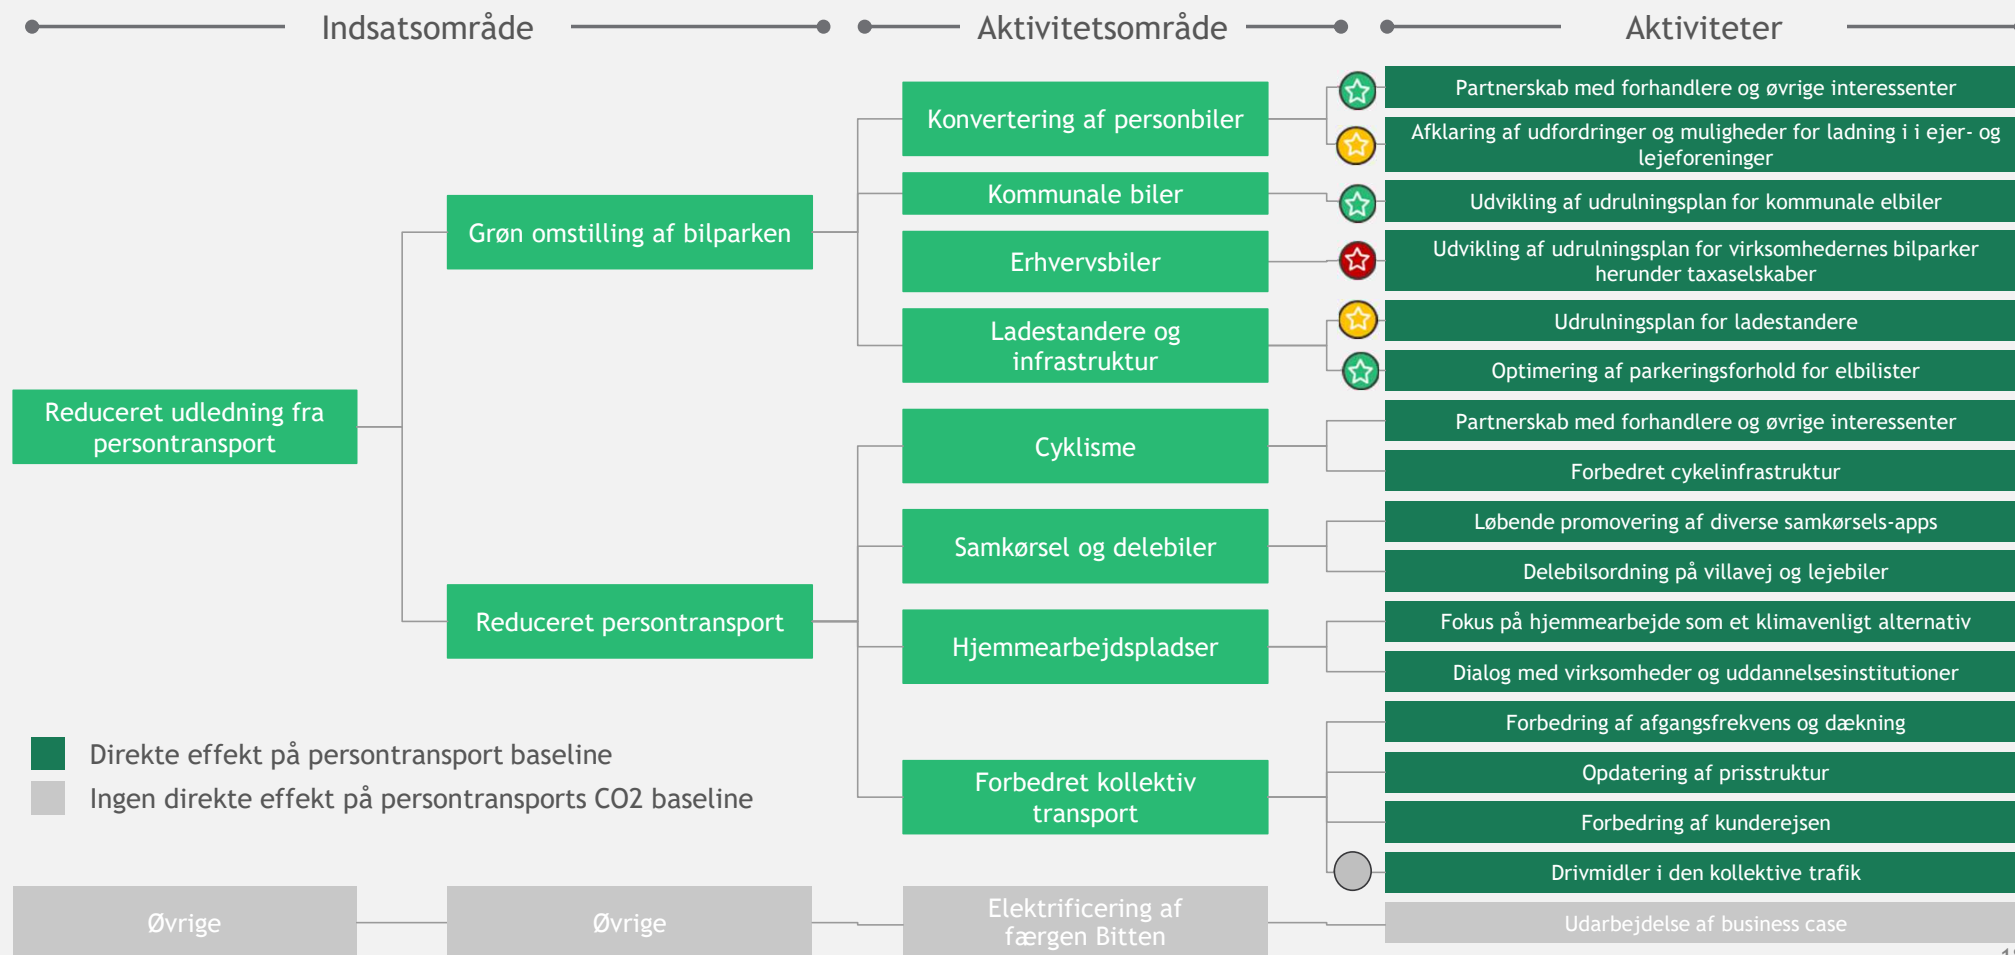 Indsatsområde
Aktivitetsområde
Aktiviteter
Reduceret udledning fra
persontransport
Grøn omstilling af bilparken
Reduceret persontransport
Konvertering af personbiler
Kommunale biler
Erhvervsbiler
Ladestandere og
infrastruktur
Cyklisme
Samkørsel og delebiler
Hjemmearbejdspladser
Forbedret kollektiv
transport
Partnerskab med forhandlere og øvrige interessenter
Afklaring af udfordringer og muligheder for ladning i i ejer- og
lejeforeninger
Udvikling af udrulningsplan for kommunale elbiler
Udvikling af udrulningsplan for virksomhedernes bilparker
herunder taxaselskaber
Udrulningsplan for ladestandere
Optimering af parkeringsforhold for elbilister
Partnerskab med forhandlere og øvrige interessenter
Forbedret cykelinfrastruktur
Løbende promovering af diverse samkørsels-apps
Delebilsordning på villavej og lejebiler
Fokus på hjemmearbejde som et klimavenligt alternativ
Dialog med virksomheder og uddannelsesinstitutioner
Forbedring af afgangsfrekvens og dækning
Opdatering af prisstruktur
Forbedring af kunderejsen
Drivmidler i den kollektive trafik
Direkte effekt på persontransport baseline
Ingen direkte effekt på persontransports CO2 baseline
Øvrige
Øvrige
Elektrificering af
færgen Bitten
Udarbejdelse af business case